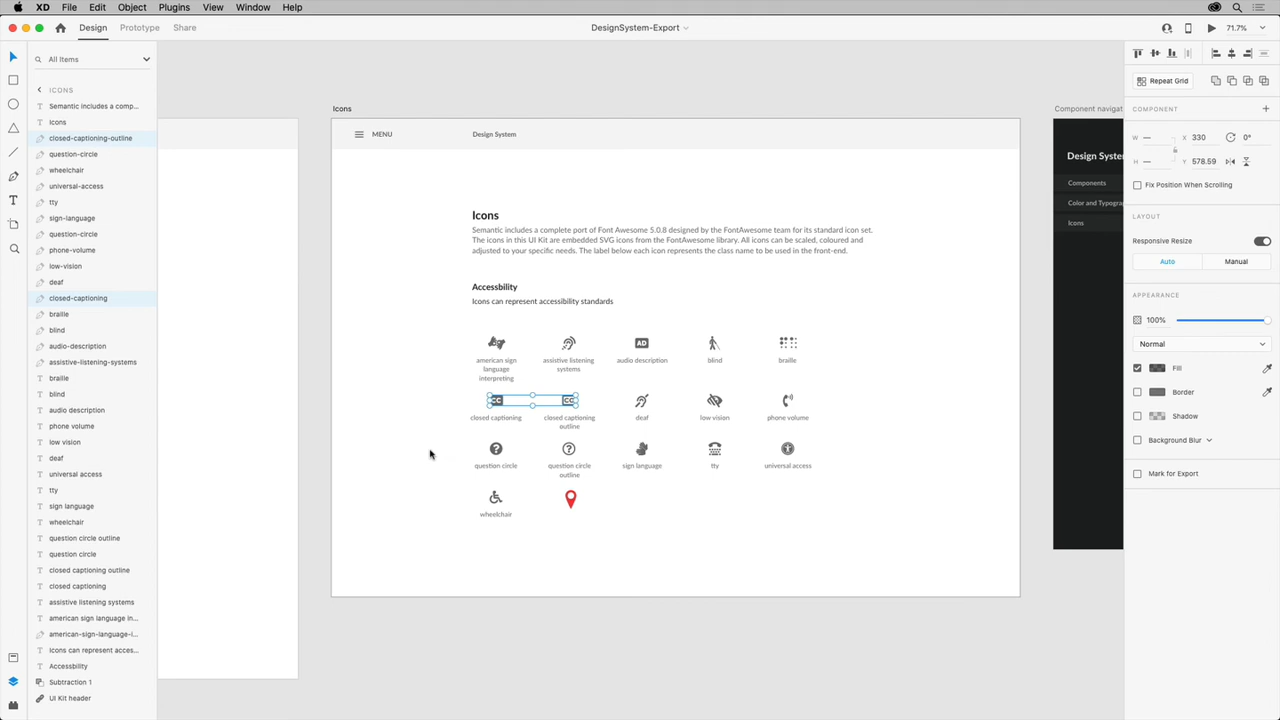 XD File Edit Object Plugins View Window Help
Design Prototype Share
DesignSystem-Export
71.7%
All Items
ICONS
Semantic includes a comp...
Icons
closed-captioning-outline
question-circle
wheelchair
universal-access
tty
sign-language
question-circle
phone-volume
low-vision
deaf
closed-captioning
braille
blind
audio-description
assistive-listening-systems
braille
blind
audio description
phone volume
low vision
deaf
universal access
tty
sign language
wheelchair
question circle outline
question circle
closed captioning outline
closed captioning
assistive listening systems
american sign language in...
american-sign-language-i...
Icons can represent acces...
Accessbility
Subtraction 1
UI Kit header
Icons
MENU
Design System
Icons
Semantic includes a complete port of Font Awesome 5.0.8 designed by the FontAwesome team for its standard icon set.
The icons in this UI Kit are embedded SVG icons from the FontAwesome library. All icons can be scaled, coloured and
adjusted to your specific needs. The label below each icon represents the class name to be used in the front-end.
Accessbility
Icons can represent accessibility standards
AD
american sign
language
interpreting
assistive listening
systems
audio description
blind
braille
CC
CC
closed captioning
closed captioning
outline
deaf
low vision
phone volume
question circle
question circle
outline
sign language
tty
universal access
wheelchair
Component navigat
Design System
Components
Color and Typogra
Icons
Repeat Grid
COMPONENT
W — X 330 0°
H — Y 578.59
Fix Position When Scrolling
LAYOUT
Responsive Resize
Auto Manual
APPEARANCE
100%
Normal
Fill
Border
Shadow
Background Blur
Mark for Export